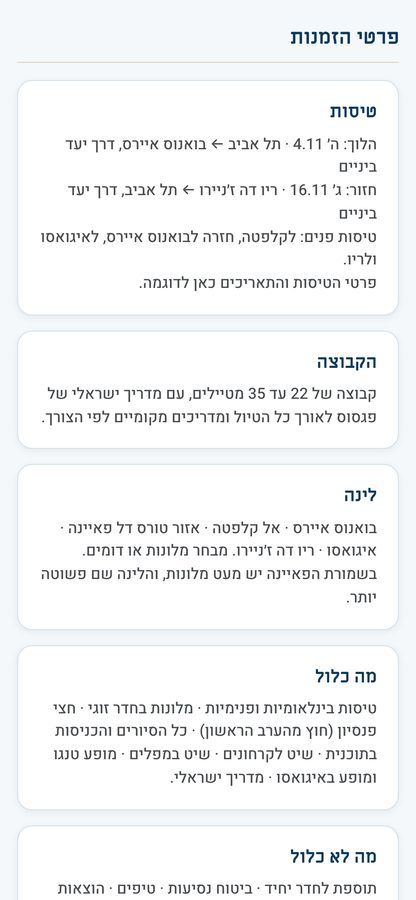 פרטי הזמנות
טיסות
הלוך: ה׳ 4.11 · תל אביב ← בואנוס איירס, דרך יעד
ביניים
חזור: ג׳ 16.11 · ריו דה ז׳ניירו ← תל אביב, דרך יעד
ביניים
טיסות פנים: לקלפטה, חזרה לבואנוס איירס, לאיגואסו
ולריו.
פרטי הטיסות והתאריכים כאן לדוגמה.
הקבוצה
קבוצה של 22 עד 35 מטיילים, עם מדריך ישראלי של
פגסוס לאורך כל הטיול ומדריכים מקומיים לפי הצורך.
לינה
בואנוס איירס · אל קלפטה · אזור טורס דל פאיינה ·
איגואסו · ריו דה ז׳ניירו. מבחר מלונות או דומים.
בשמורת הפאיינה יש מעט מלונות, והלינה שם פשוטה
יותר.
מה כלול
טיסות בינלאומיות ופנימיות · מלונות בחדר זוגי · חצי
פנסיון (חוץ מהערב הראשון) · כל הסיורים והכניסות
בתוכנית · שיט לקרחונים · שיט במפלים · מופע טנגו
ומופע באיגואסו · מדריך ישראלי.
מה לא כלול
תוספת לחדר יחיד · ביטוח נסיעות · טיפים · הוצאות